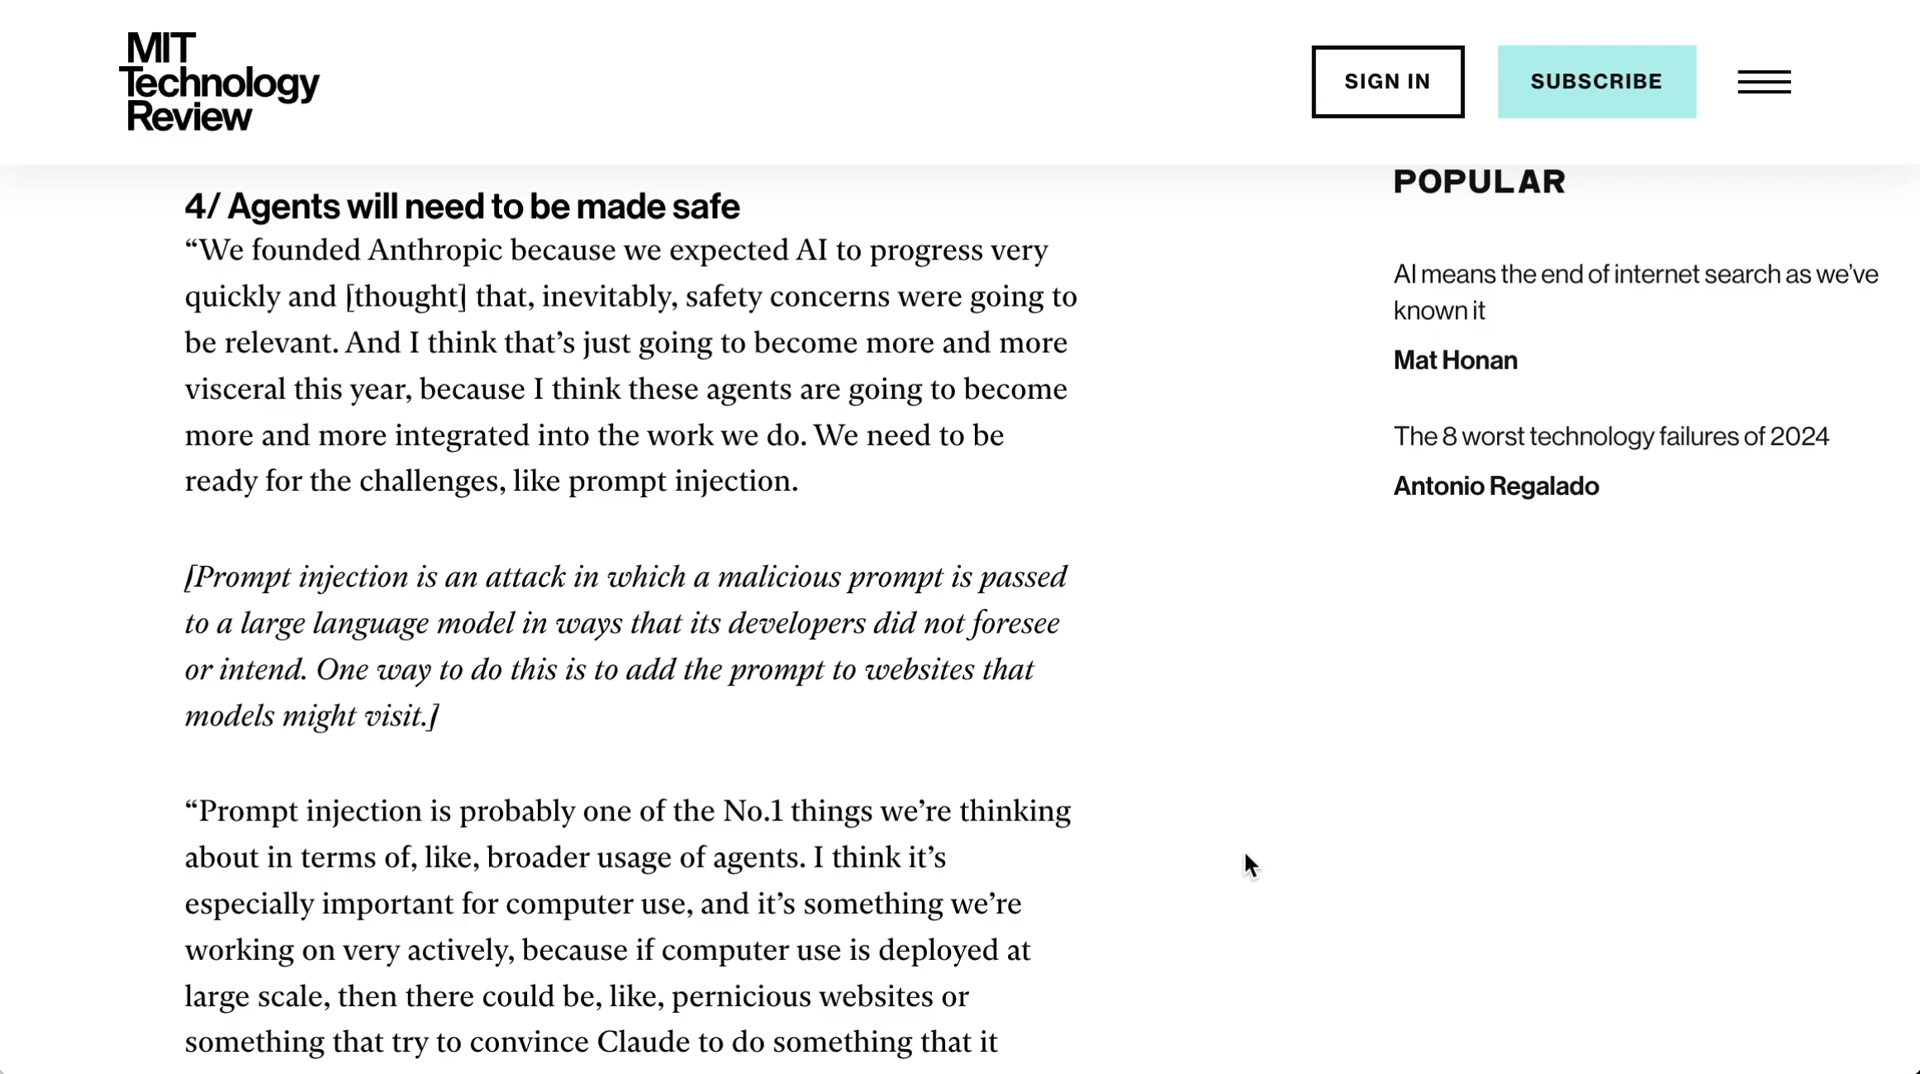 MIT
Technology
Review
SIGN IN
SUBSCRIBE
4/ Agents will need to be made safe
“We founded Anthropic because we expected AI to progress very
quickly and [thought] that, inevitably, safety concerns were going to
be relevant. And I think that’s just going to become more and more
visceral this year, because I think these agents are going to become
more and more integrated into the work we do. We need to be
ready for the challenges, like prompt injection.
[Prompt injection is an attack in which a malicious prompt is passed
to a large language model in ways that its developers did not foresee
or intend. One way to do this is to add the prompt to websites that
models might visit.]
“Prompt injection is probably one of the No.1 things we’re thinking
about in terms of, like, broader usage of agents. I think it’s
especially important for computer use, and it’s something we’re
working on very actively, because if computer use is deployed at
large scale, then there could be, like, pernicious websites or
something that try to convince Claude to do something that it
POPULAR
AI means the end of internet search as we’ve
known it
Mat Honan
The 8 worst technology failures of 2024
Antonio Regalado